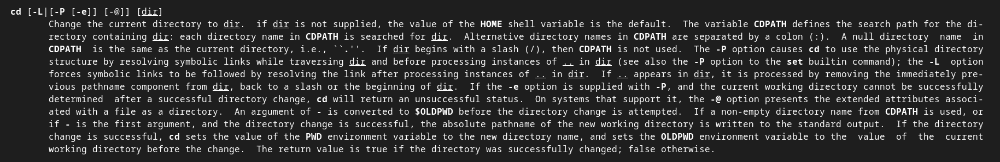 cd [-L|[-P [-e]] [-@]] [dir]
Change the current directory to dir.  if dir is not supplied, the value of the HOME shell variable is the default.  The variable CDPATH defines the search path for the di-
rectory containing dir: each directory name in CDPATH is searched for dir.  Alternative directory names in CDPATH are separated by a colon (:).  A null directory  name  in
CDPATH  is the same as the current directory, i.e., ``.''.  If dir begins with a slash (/), then CDPATH is not used.  The -P option causes cd to use the physical directory
structure by resolving symbolic links while traversing dir and before processing instances of .. in dir (see also the -P option to the set builtin command); the -L  option
forces symbolic links to be followed by resolving the link after processing instances of .. in dir.  If .. appears in dir, it is processed by removing the immediately pre-
vious pathname component from dir, back to a slash or the beginning of dir.  If the -e option is supplied with -P, and the current working directory cannot be successfully
determined  after a successful directory change, cd will return an unsuccessful status.  On systems that support it, the -@ option presents the extended attributes associ-
ated with a file as a directory.  An argument of - is converted to $OLDPWD before the directory change is attempted.  If a non-empty directory name from CDPATH is used, or
if - is the first argument, and the directory change is successful, the absolute pathname of the new working directory is written to the standard output.  If the directory
change is successful, cd sets the value of the PWD environment variable to the new directory name, and sets the OLDPWD environment variable to the  value  of  the  current
working directory before the change.  The return value is true if the directory was successfully changed; false otherwise.